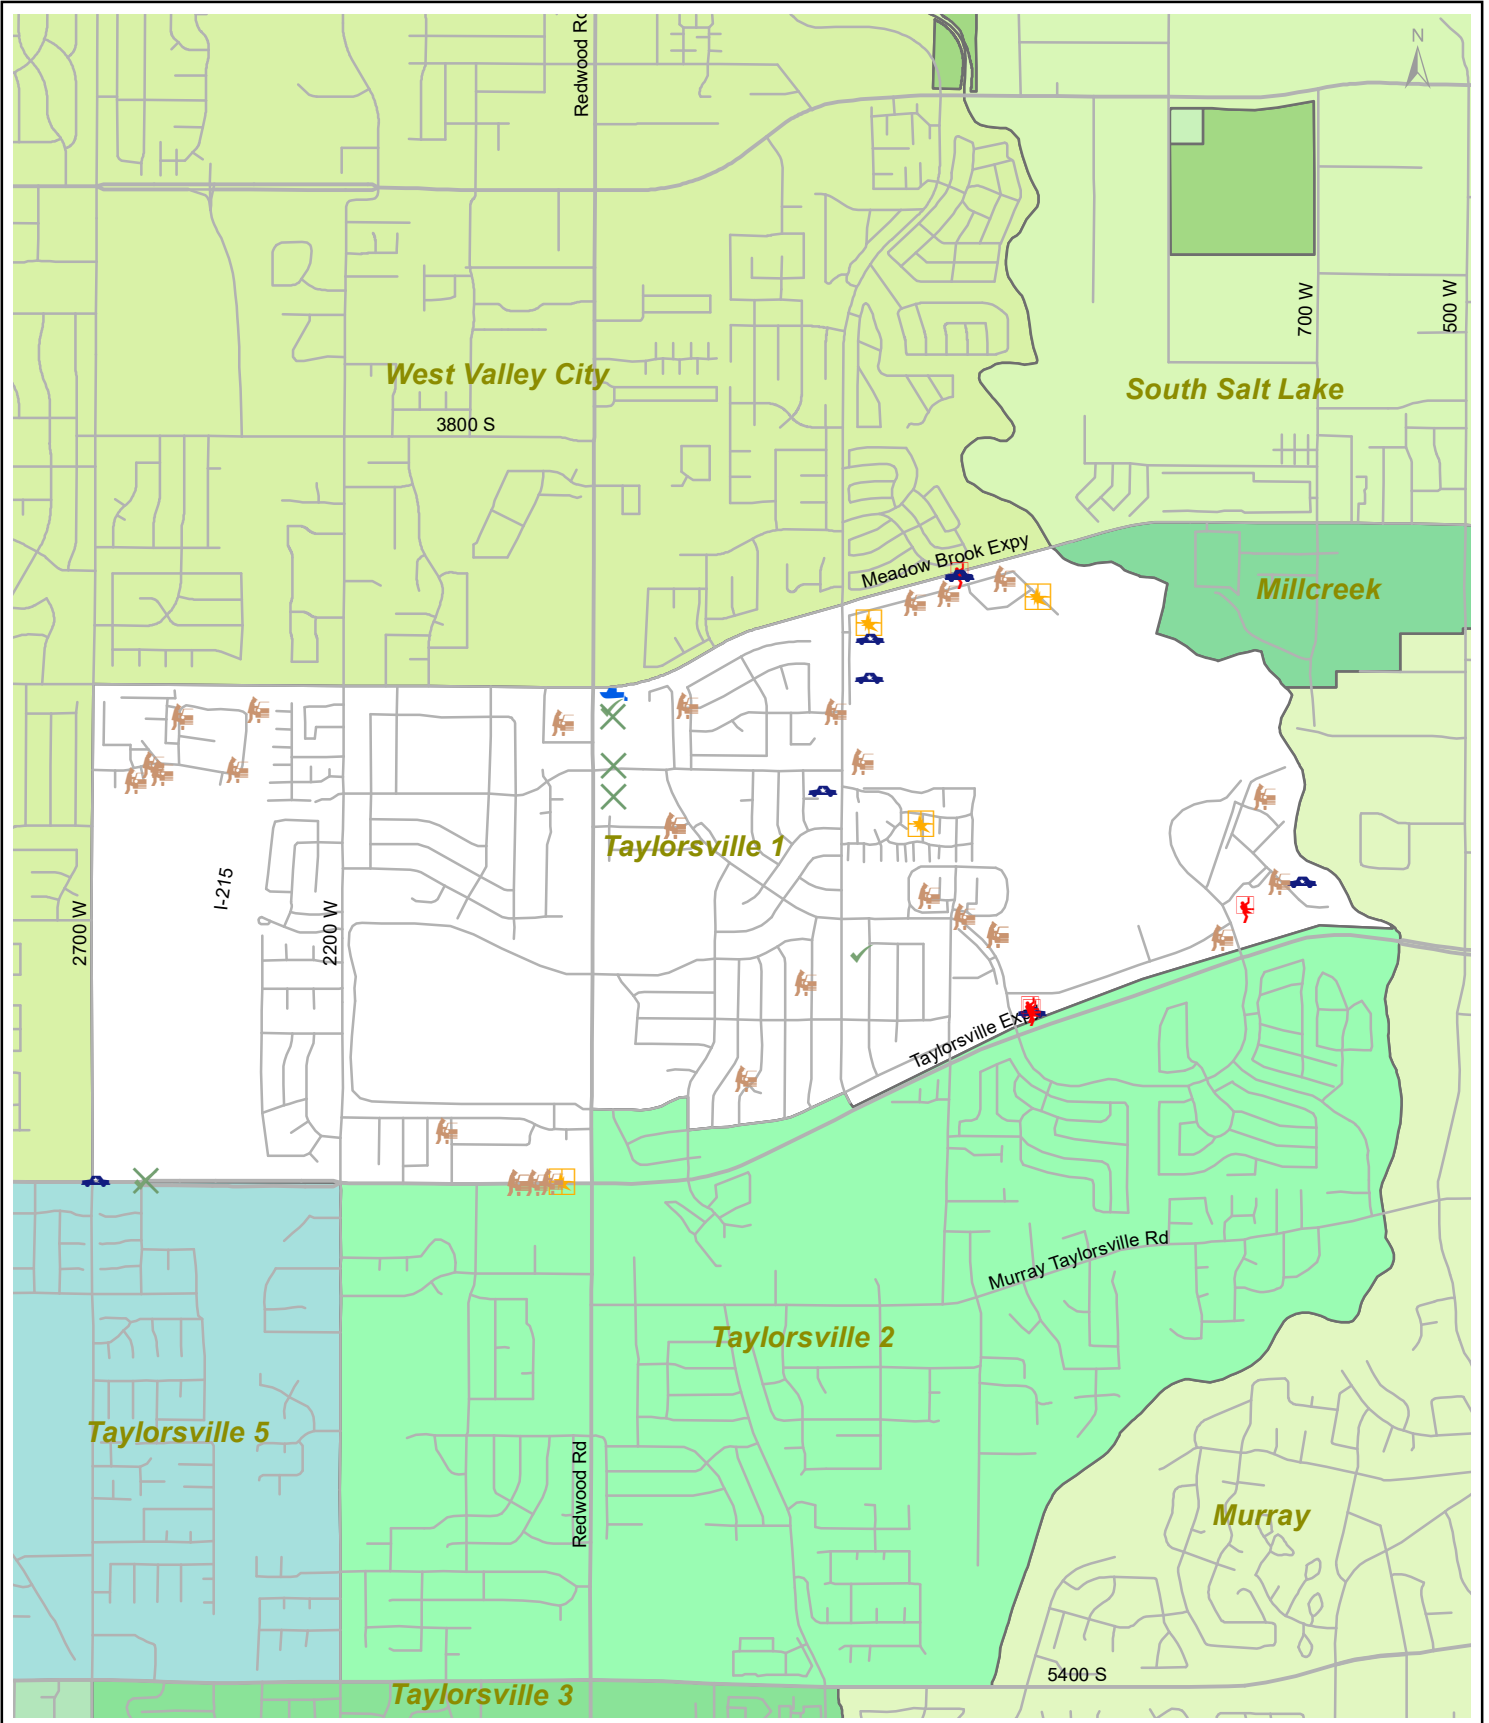 Redwood Rd
N
700 W
500 W
West Valley City
South Salt Lake
3800 S
Meadow Brook Expy
Millcreek
Taylorsville 1
I-215
2700 W
2200 W
Taylorsville Expy
Murray Taylorsville Rd
Taylorsville 2
Taylorsville 5
Redwood Rd
Murray
5400 S
Taylorsville 3